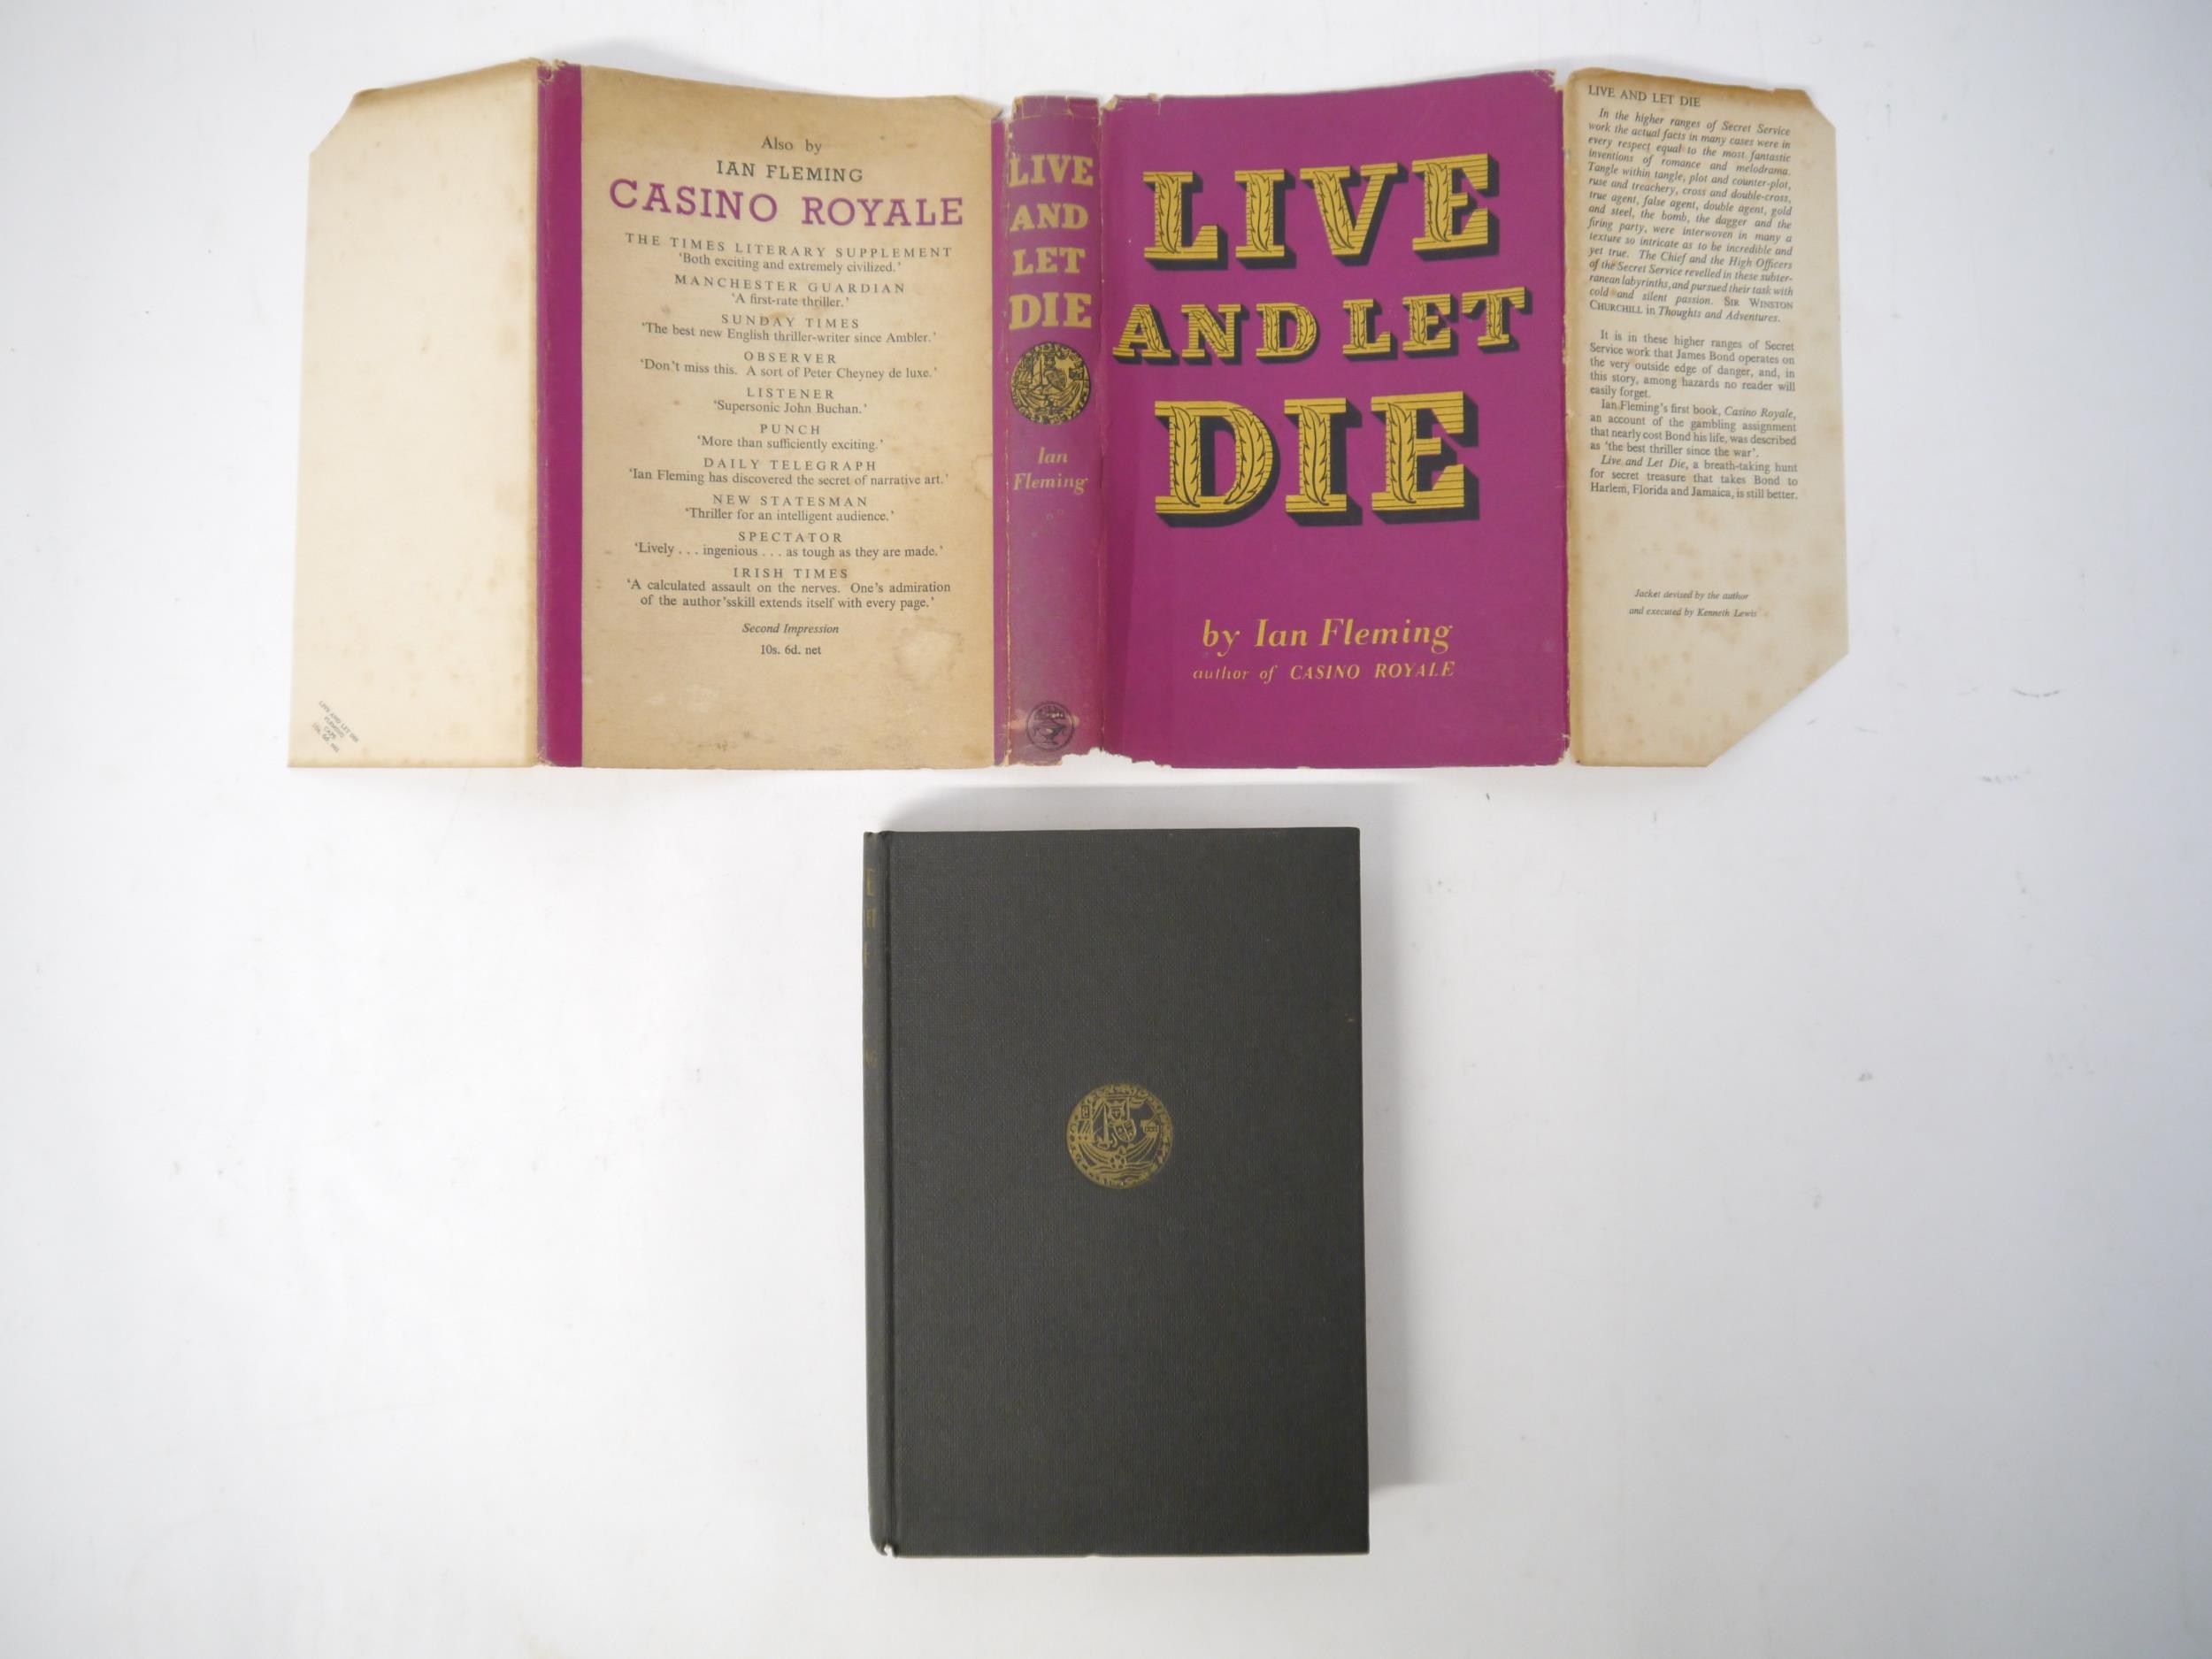 Also by
IAN FLEMING
CASINO ROYALE
THE TIMES LITERARY SUPPLEMENT
'Both exciting and extremely civilized.'
MANCHESTER GUARDIAN
'A first-rate thriller.'
SUNDAY TIMES
'The best new English thriller-writer since Ambler.'
OBSERVER
'Don't miss this. A sort of Peter Cheyney de luxe.'
LISTENER
'Supersonic John Buchan.'
PUNCH
'More than sufficiently exciting.'
DAILY TELEGRAPH
'Ian Fleming has discovered the secret of narrative art.'
NEW STATESMAN
'Thriller for an intelligent audience.'
SPECTATOR
'Lively . . . ingenious . . . as tough as they are made.'
IRISH TIMES
'A calculated assault on the nerves. One's admiration
of the author'sskill extends itself with every page.'
Second Impression
10s. 6d. net
LIVE AND LET DIE
FLEMING
CAPE
10s. 6d. net
LIVE
AND
LET
DIE
Ian
Fleming
LIVE
AND LET
DIE
by Ian Fleming
author of CASINO ROYALE
LIVE AND LET DIE
In the higher ranges of Secret Service
work the actual facts in many cases were in
every respect equal to the most fantastic
inventions of romance and melodrama.
Tangle within tangle, plot and counter-plot,
ruse and treachery, cross and double-cross,
true agent, false agent, double agent, gold
and steel, the bomb, the dagger and the
firing party, were interwoven in many a
texture so intricate as to be incredible and
yet true. The Chief and the High Officers
of the Secret Service revelled in these subter-
ranean labyrinths, and pursued their task with
cold and silent passion. SIR WINSTON
CHURCHILL in Thoughts and Adventures.
It is in these higher ranges of Secret
Service work that James Bond operates on
the very outside edge of danger, and, in
this story, among hazards no reader will
easily forget.
Ian Fleming's first book, Casino Royale,
an account of the gambling assignment
that nearly cost Bond his life, was described
as 'the best thriller since the war'.
Live and Let Die, a breath-taking hunt
for secret treasure that takes Bond to
Harlem, Florida and Jamaica, is still better.
Jacket devised by the author
and executed by Kenneth Lewis